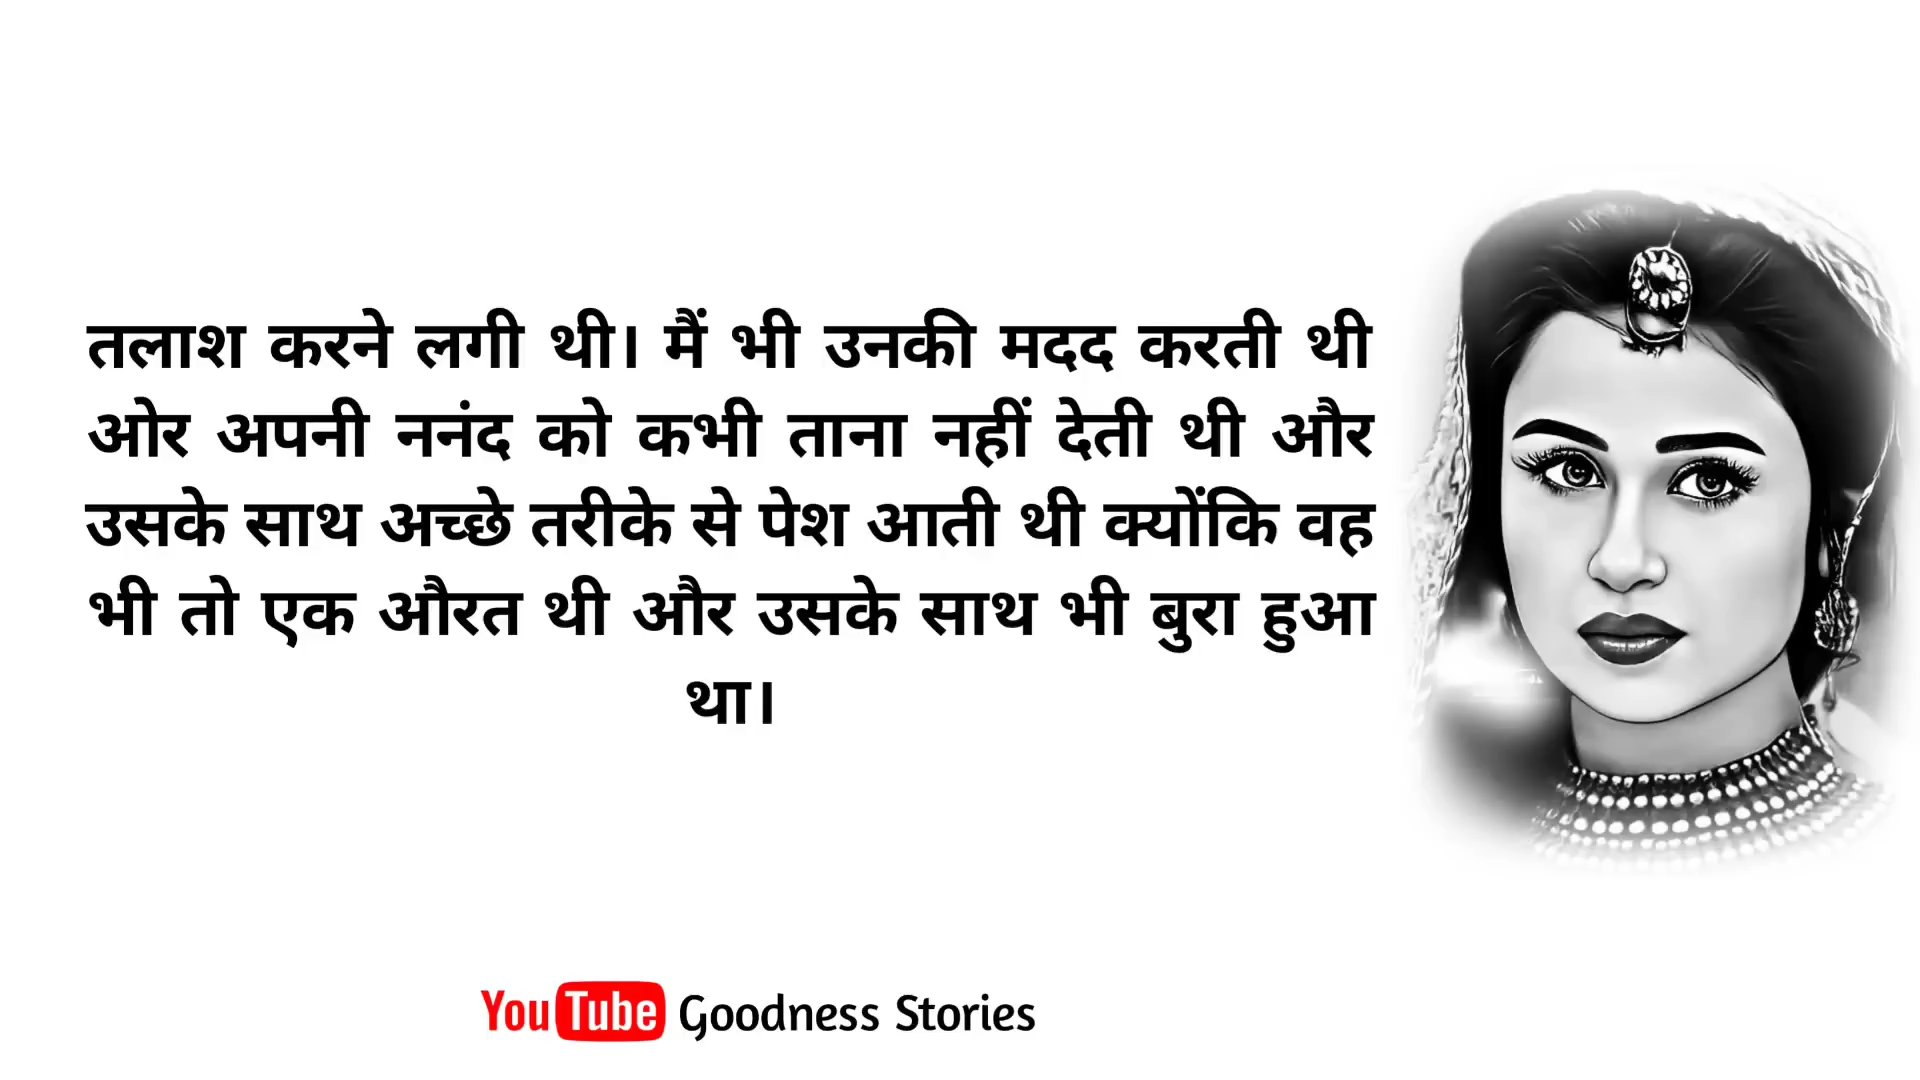 तलाश करने लगी थी। मैं भी उनकी मदद करती थी
ओर अपनी ननंद को कभी ताना नहीं देती थी और
उसके साथ अच्छे तरीके से पेश आती थी क्योंकि वह
भी तो एक औरत थी और उसके साथ भी बुरा हुआ
था।
YouTube Goodness Stories